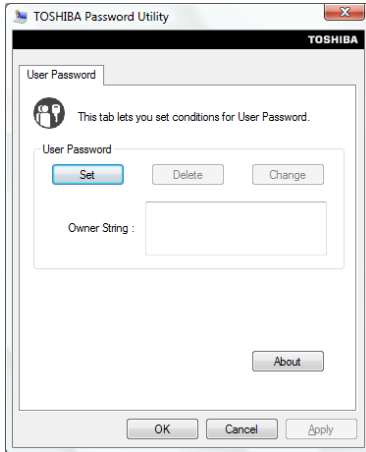 TOSHIBA Password Utility
TOSHIBA
User Password
This tab lets you set conditions for User Password.
User Password
Set Delete Change
Owner String :
About
OK Cancel Apply